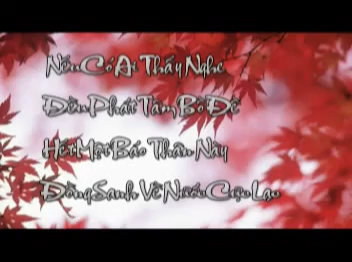 Nếu Có Ai Thấy Nghe
Đều Phát Tâm Bồ Đề
Hết Một Báo Thân Này
Đồng Sanh Về Nước Cực Lạc